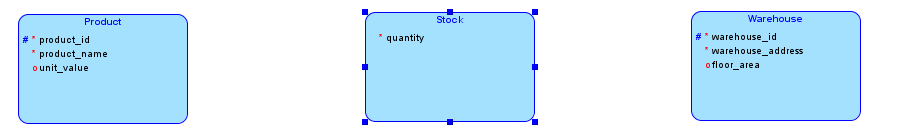 Product
# * product_id
* product_name
o unit_value
Stock
* quantity
Warehouse
# * warehouse_id
* warehouse_address
o floor_area